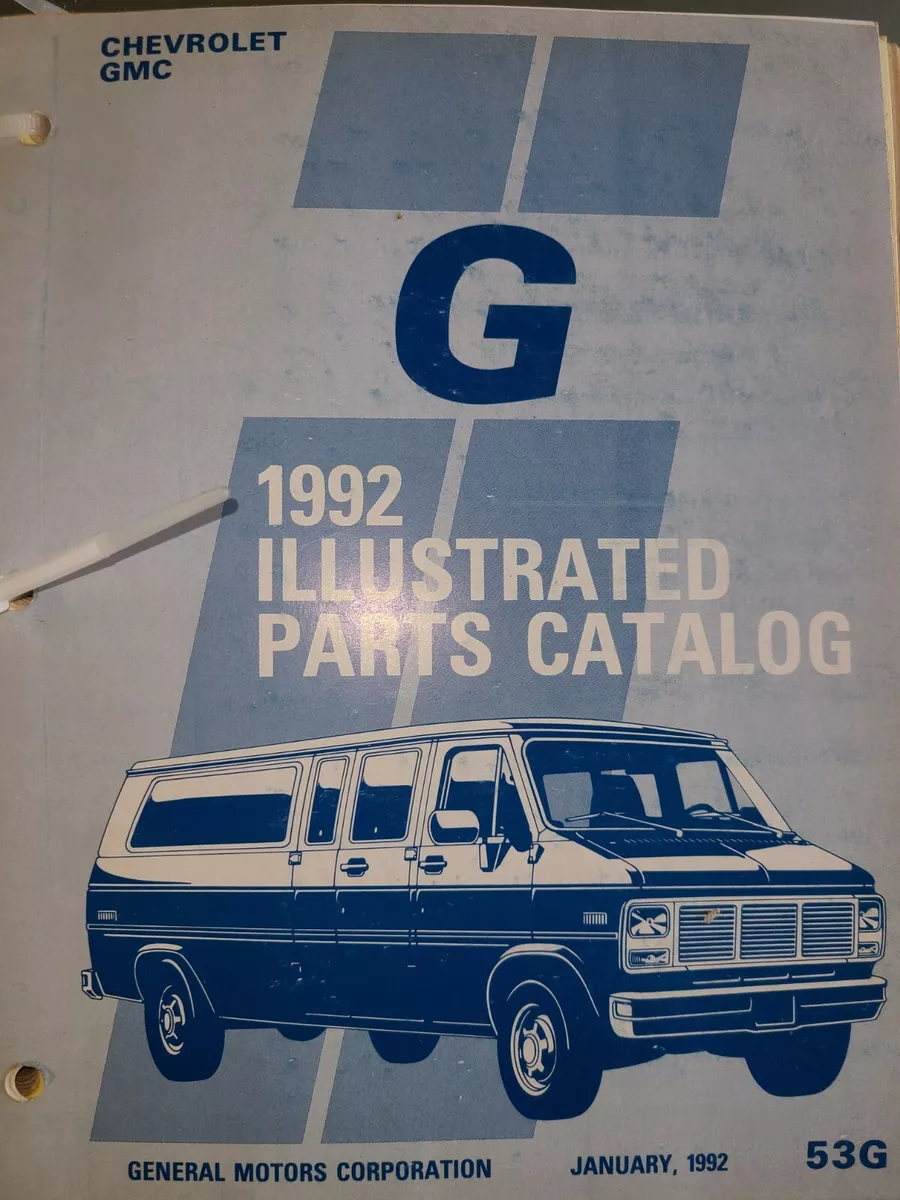 CHEVROLET
GMC
G
1992
ILLUSTRATED
PARTS CATALOG
GENERAL MOTORS CORPORATION
JANUARY, 1992
53G